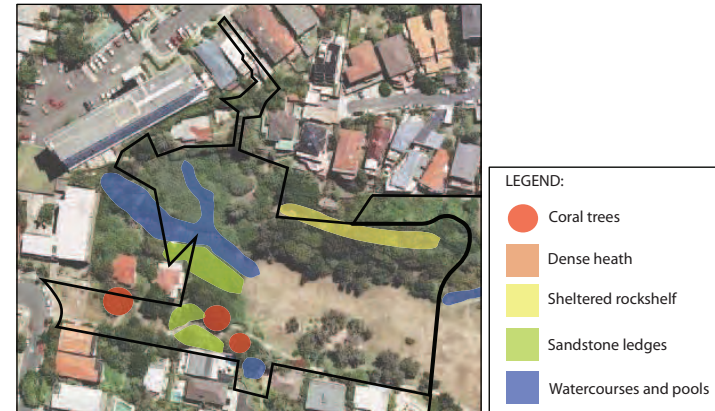 LEGEND:
Coral trees
Dense heath
Sheltered rockshelf
Sandstone ledges
Watercourses and pools